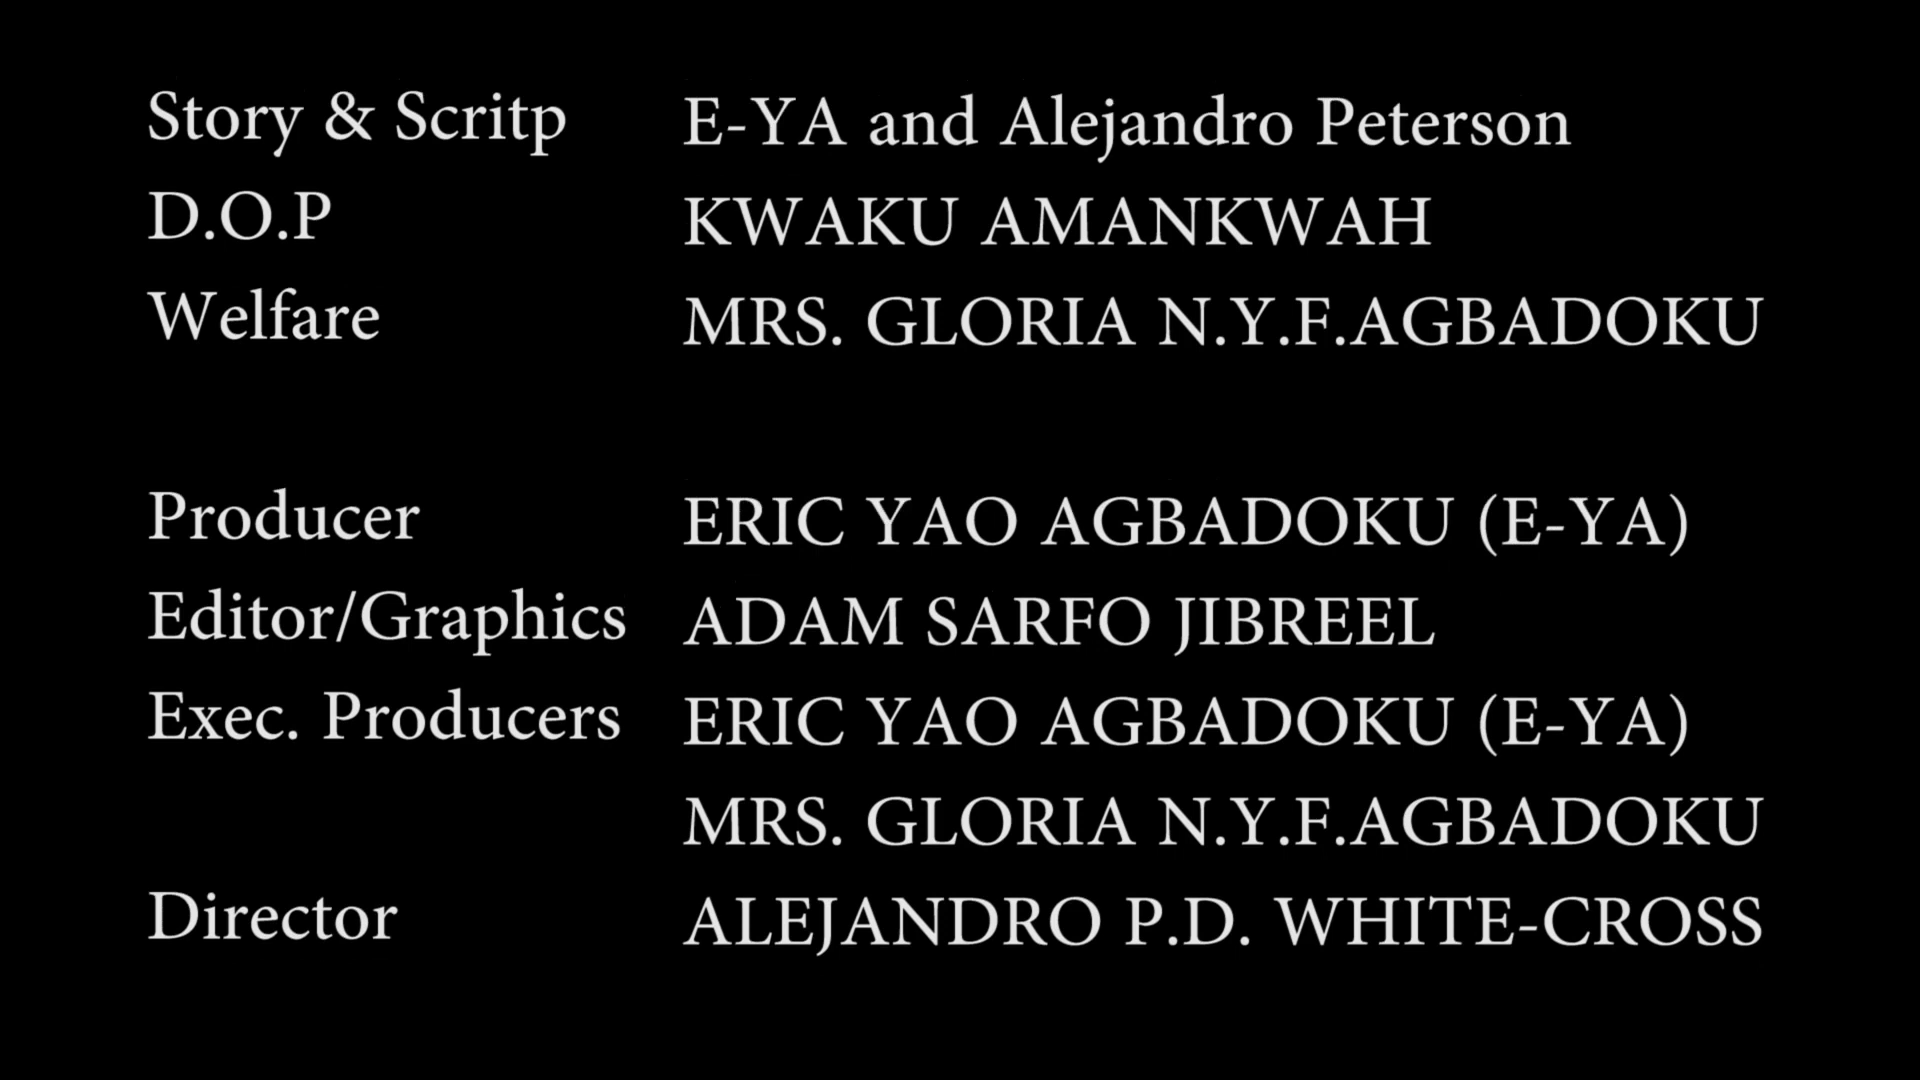 Story & Scritp E-YA and Alejandro Peterson
D.O.P KWAKU AMANKWAH
Welfare MRS. GLORIA N.Y.F.AGBADOKU
Producer ERIC YAO AGBADOKU (E-YA)
Editor/Graphics ADAM SARFO JIBREEL
Exec. Producers ERIC YAO AGBADOKU (E-YA)
MRS. GLORIA N.Y.F.AGBADOKU
Director ALEJANDRO P.D. WHITE-CROSS